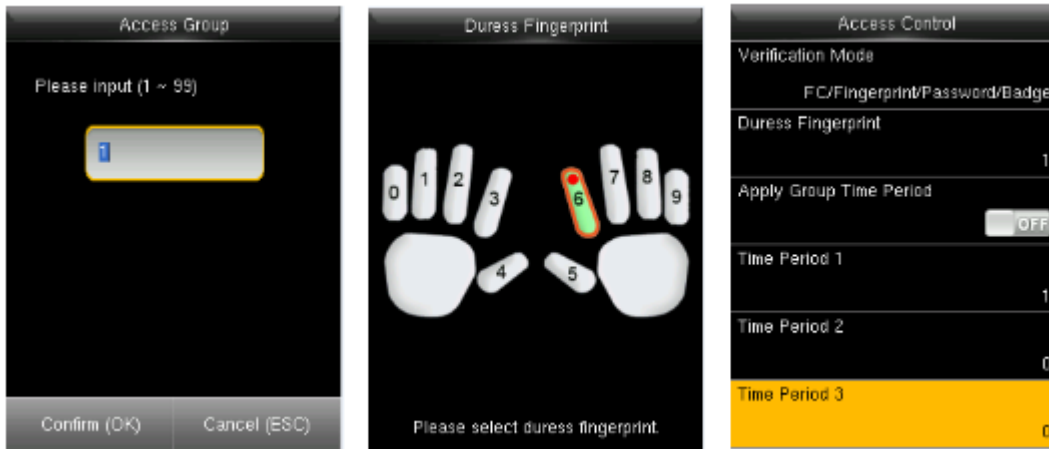 Access Group
Please input (1 ~ 99)
1
Confirm (OK) Cancel (ESC)
Duress Fingerprint
0 1 2 3 4 5 6 7 8 9
Please select duress fingerprint.
Access Control
Verification Mode
FC/Fingerprint/Password/Badge
Duress Fingerprint
1
Apply Group Time Period
OFF
Time Period 1
1
Time Period 2
0
Time Period 3
0